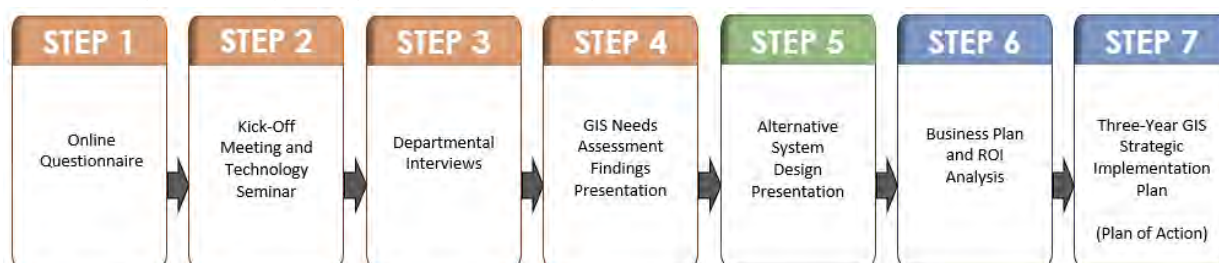 STEP 1
Online
Questionnaire
STEP 2
Kick-Off
Meeting and
Technology
Seminar
STEP 3
Departmental
Interviews
STEP 4
GIS Needs
Assessment
Findings
Presentation
STEP 5
Alternative
System
Design
Presentation
STEP 6
Business Plan
and ROI
Analysis
STEP 7
Three-Year GIS
Strategic
Implementation
Plan
(Plan of Action)